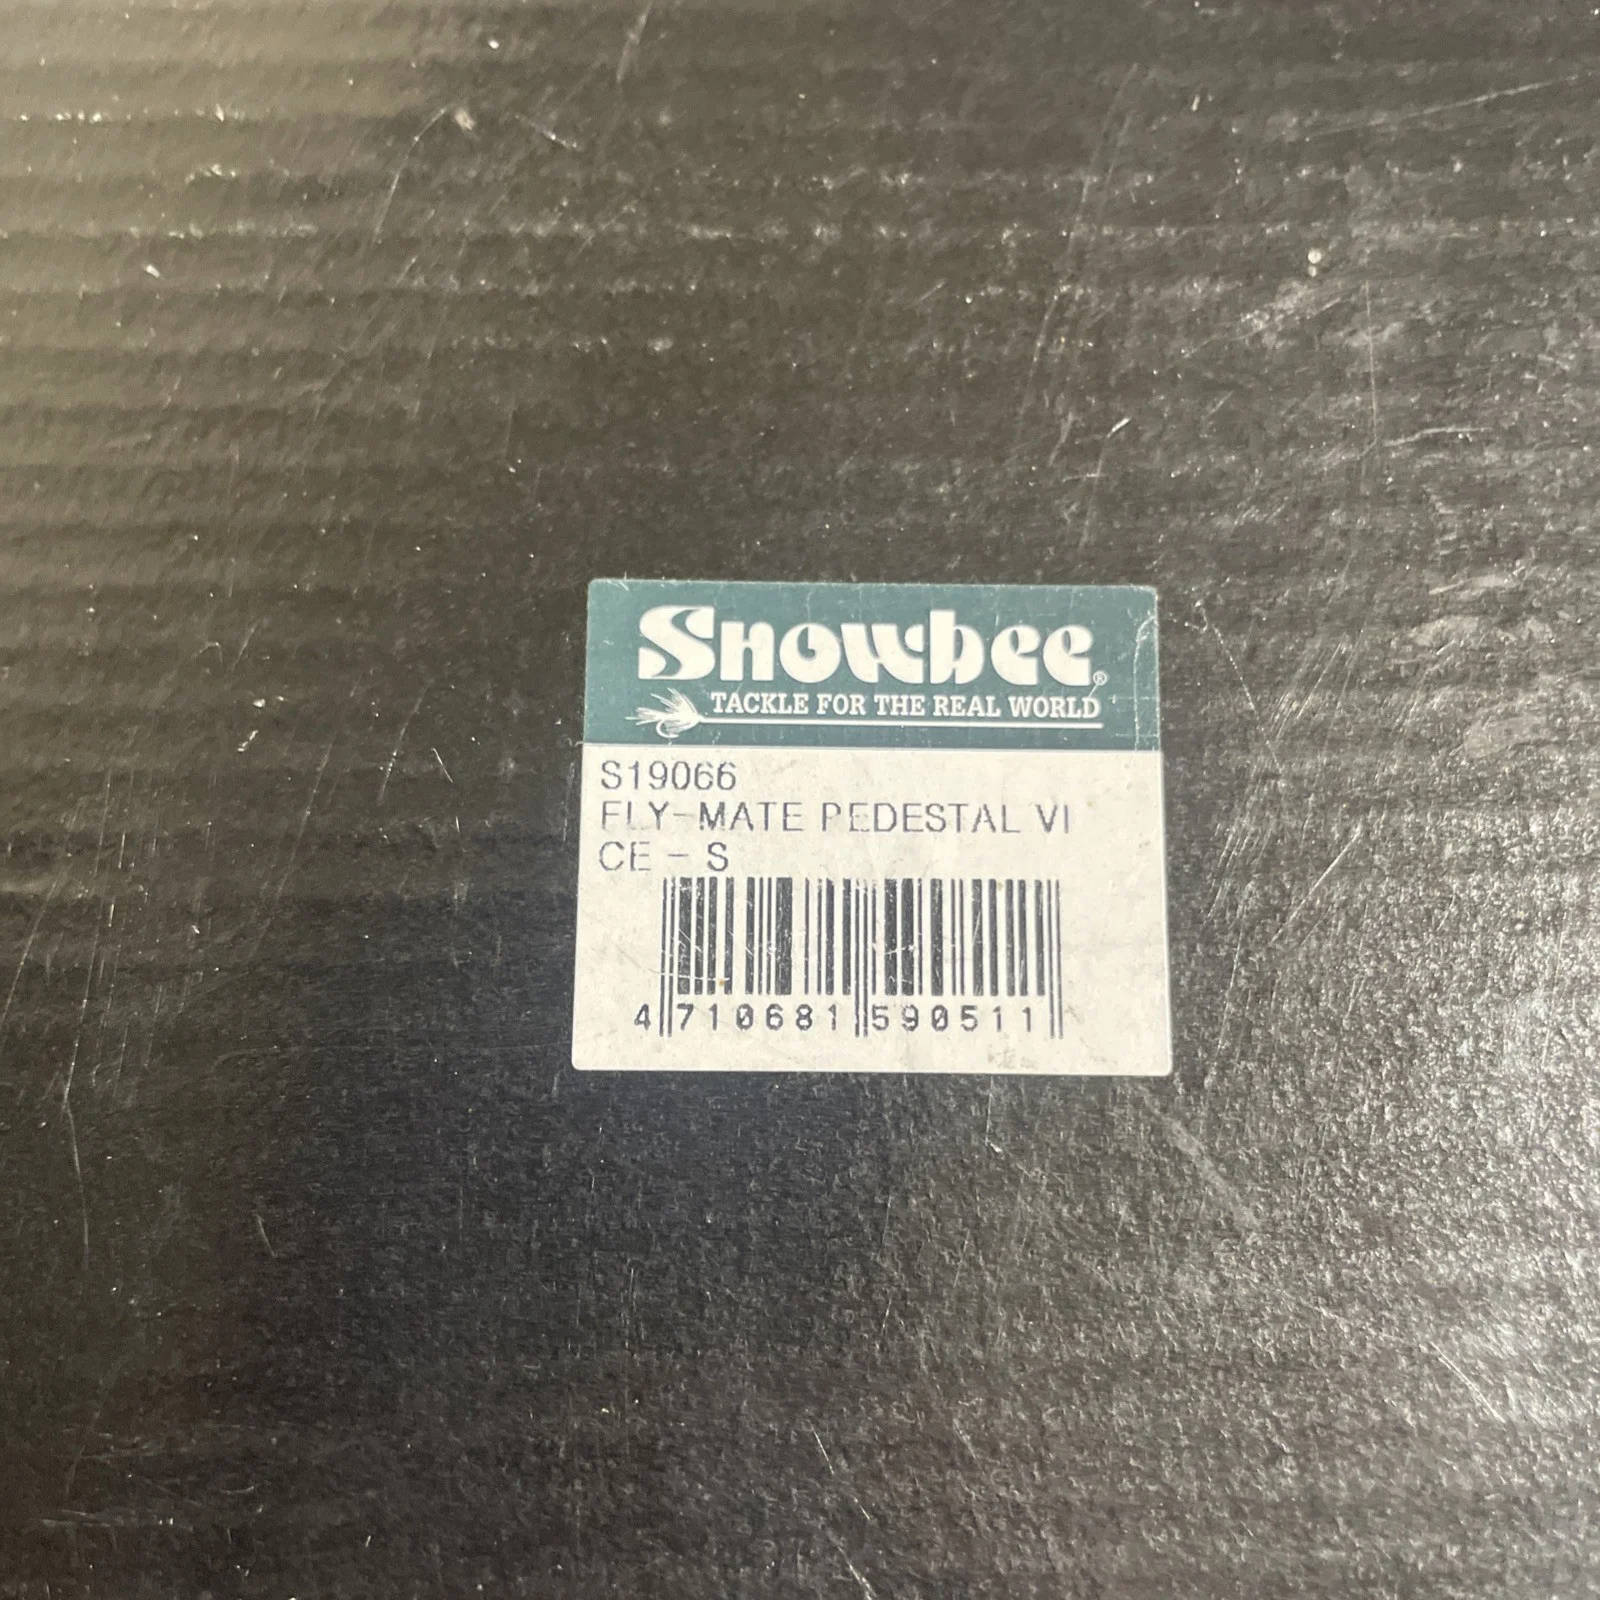 Snowbee®
TACKLE FOR THE REAL WORLD
S19066
FLY-MATE PEDESTAL VI
CE - S
4 710681 590511